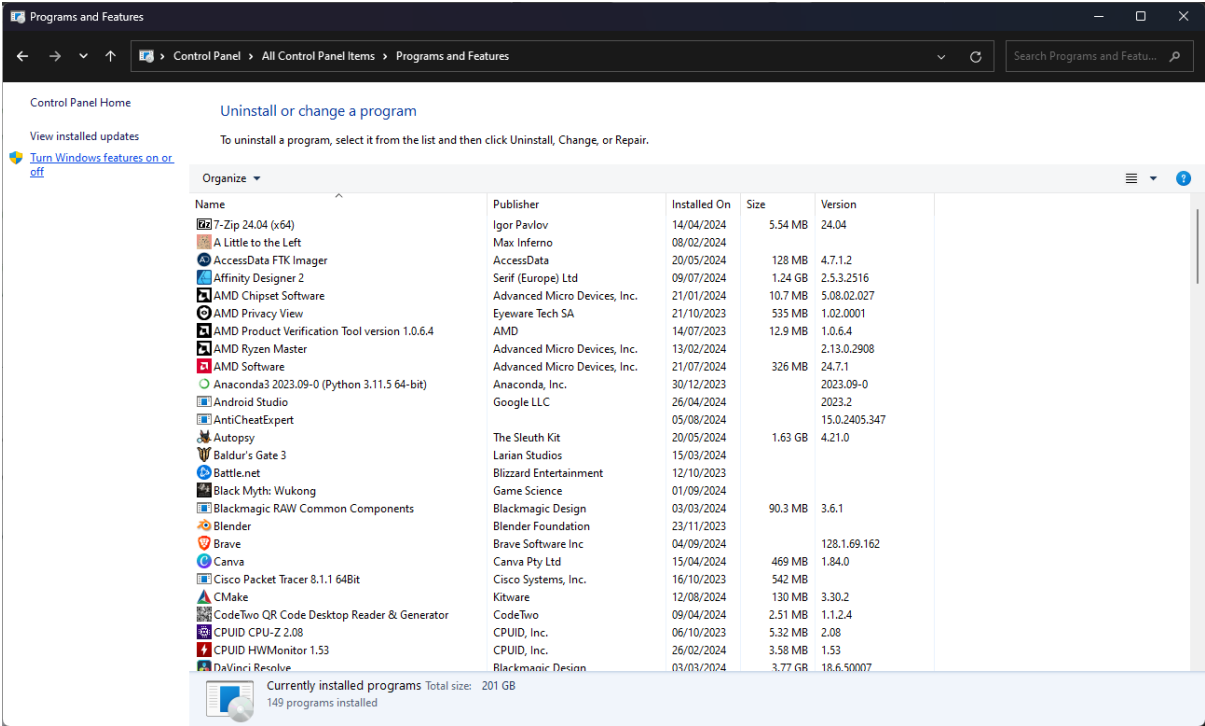 Programs and Features
Control Panel > All Control Panel Items > Programs and Features
Search Programs and Featu...
Control Panel Home
View installed updates
Turn Windows features on or
off
Uninstall or change a program
To uninstall a program, select it from the list and then click Uninstall, Change, or Repair.
Organize
Name Publisher Installed On Size Version
7-Zip 24.04 (x64) Igor Pavlov 14/04/2024 5.54 MB 24.04
A Little to the Left Max Inferno 08/02/2024
AccessData FTK Imager AccessData 20/05/2024 128 MB 4.7.1.2
Affinity Designer 2 Serif (Europe) Ltd 09/07/2024 1.24 GB 2.5.3.2516
AMD Chipset Software Advanced Micro Devices, Inc. 21/01/2024 10.7 MB 5.08.02.027
AMD Privacy View Eyeware Tech SA 21/10/2023 535 MB 1.02.0001
AMD Product Verification Tool version 1.0.6.4 AMD 14/07/2023 12.9 MB 1.0.6.4
AMD Ryzen Master Advanced Micro Devices, Inc. 13/02/2024 2.13.0.2908
AMD Software Advanced Micro Devices, Inc. 21/07/2024 326 MB 24.7.1
Anaconda3 2023.09-0 (Python 3.11.5 64-bit) Anaconda, Inc. 30/12/2023 2023.09-0
Android Studio Google LLC 26/04/2024 2023.2
AntiCheatExpert 05/08/2024 15.0.2405.347
Autopsy The Sleuth Kit 20/05/2024 1.63 GB 4.21.0
Baldur's Gate 3 Larian Studios 15/03/2024
Battle.net Blizzard Entertainment 12/10/2023
Black Myth: Wukong Game Science 01/09/2024
Blackmagic RAW Common Components Blackmagic Design 03/03/2024 90.3 MB 3.6.1
Blender Blender Foundation 23/11/2023
Brave Brave Software Inc 04/09/2024 128.1.69.162
Canva Canva Pty Ltd 15/04/2024 469 MB 1.84.0
Cisco Packet Tracer 8.1.1 64Bit Cisco Systems, Inc. 16/10/2023 542 MB
CMake Kitware 12/08/2024 130 MB 3.30.2
CodeTwo QR Code Desktop Reader & Generator CodeTwo 09/04/2024 2.51 MB 1.1.2.4
CPUID CPU-Z 2.08 CPUID, Inc. 06/10/2023 5.32 MB 2.08
CPUID HWMonitor 1.53 CPUID, Inc. 26/02/2024 3.58 MB 1.53
DaVinci Resolve Blackmagic Design 03/03/2024 3.77 GB 18.6.50007
Currently installed programs Total size: 201 GB
149 programs installed